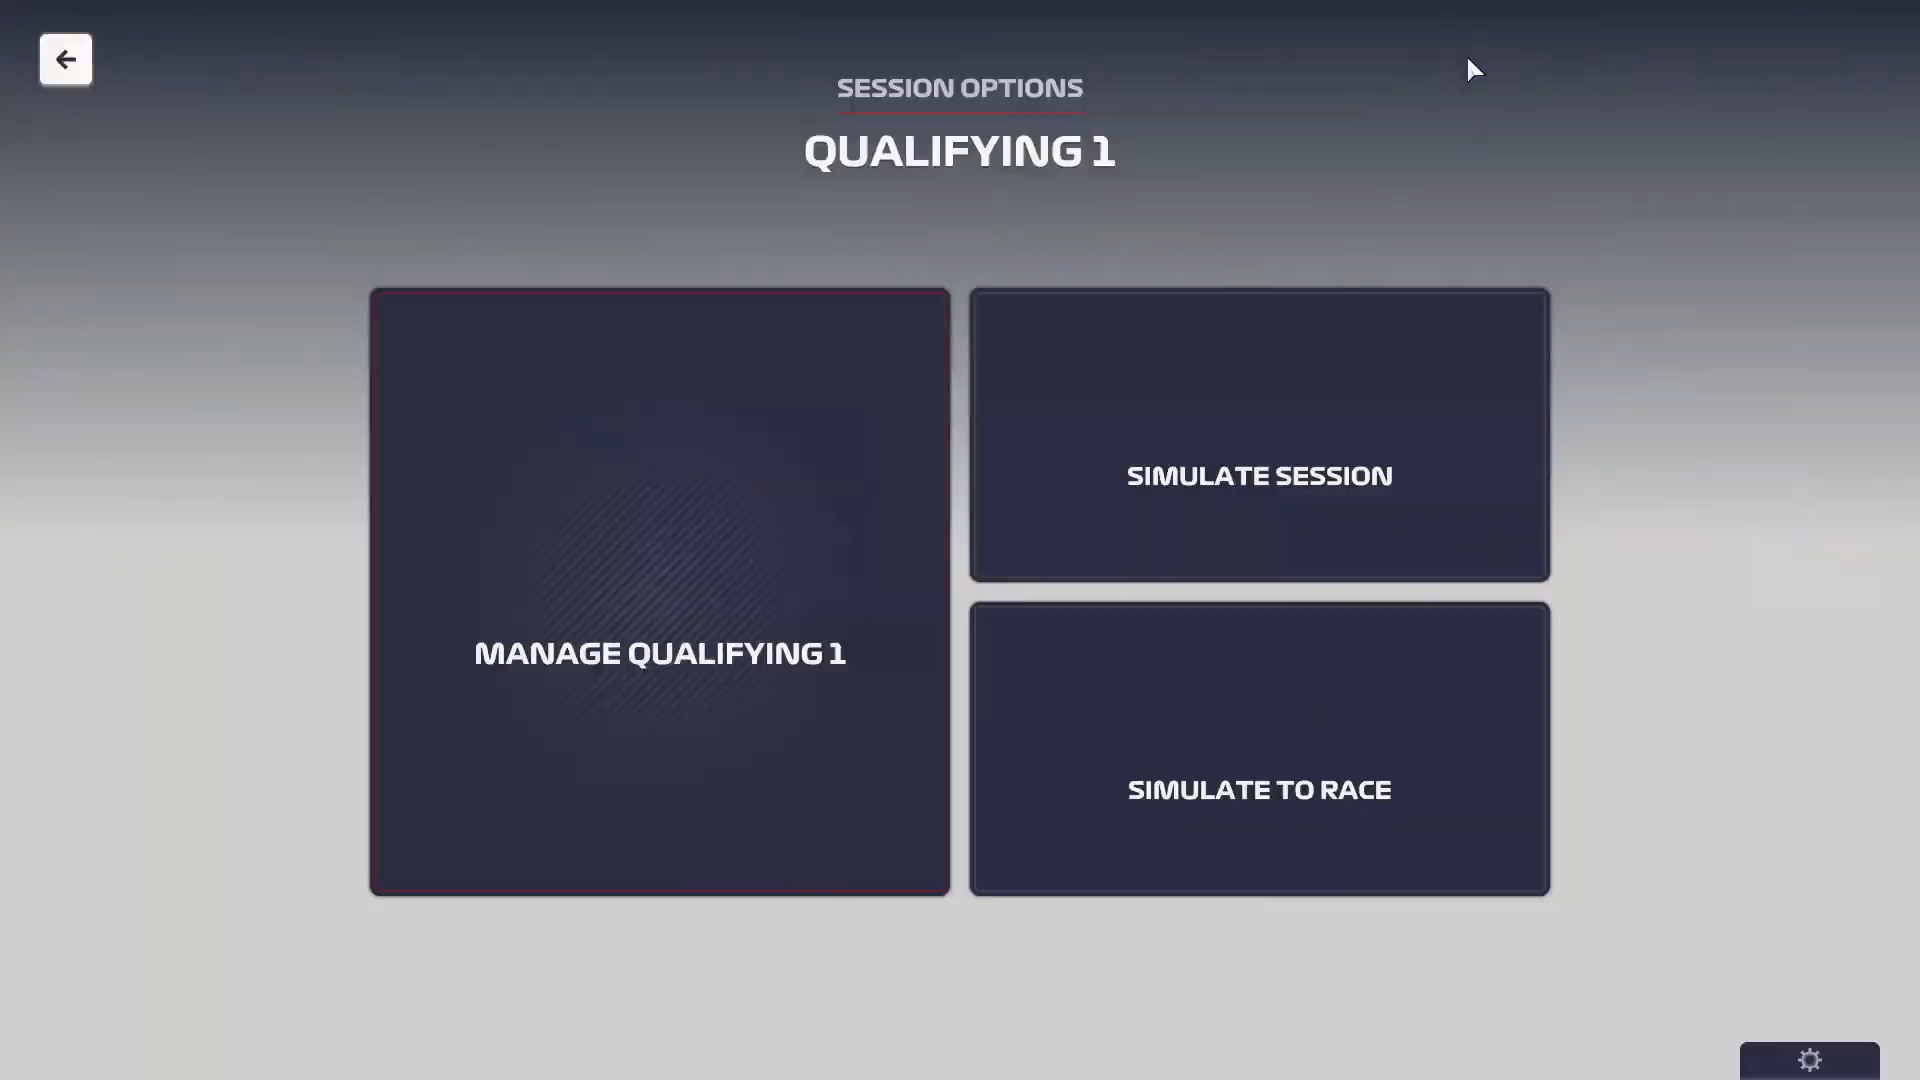 SESSION OPTIONS
QUALIFYING 1
MANAGE QUALIFYING 1
SIMULATE SESSION
SIMULATE TO RACE